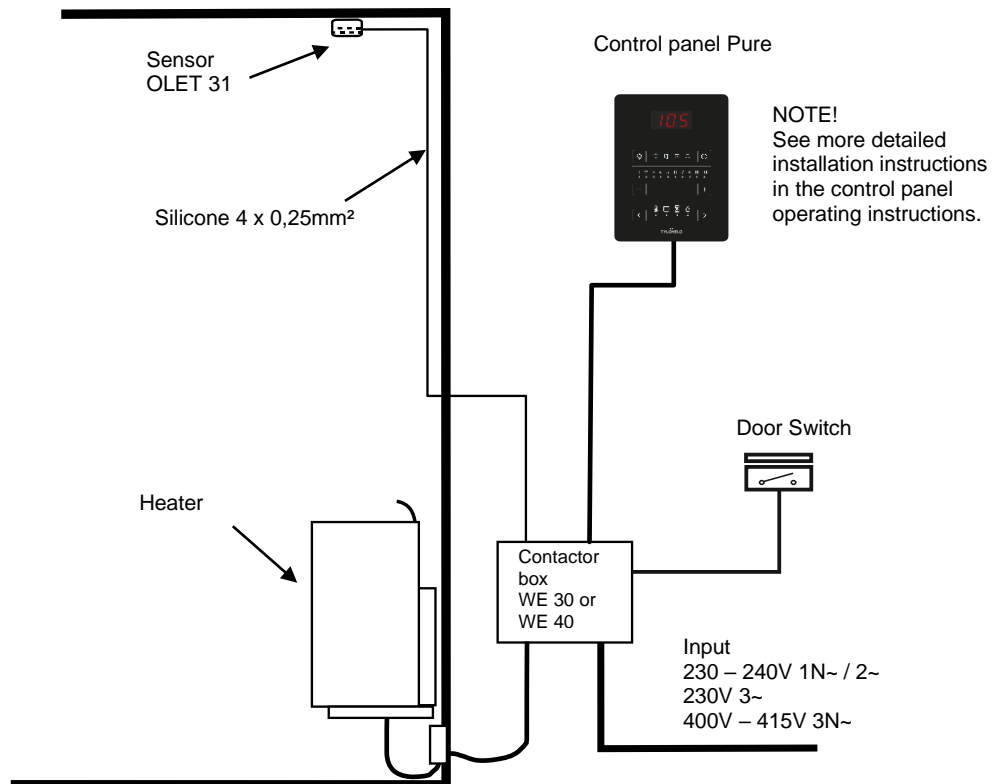 Sensor
OLET 31
Silicone 4 x 0,25mm²
Heater
Control panel Pure
105
TYLÖHELO
NOTE!
See more detailed
installation instructions
in the control panel
operating instructions.
Door Switch
Contactor
box
WE 30 or
WE 40
Input
230 – 240V 1N~ / 2~
230V 3~
400V – 415V 3N~